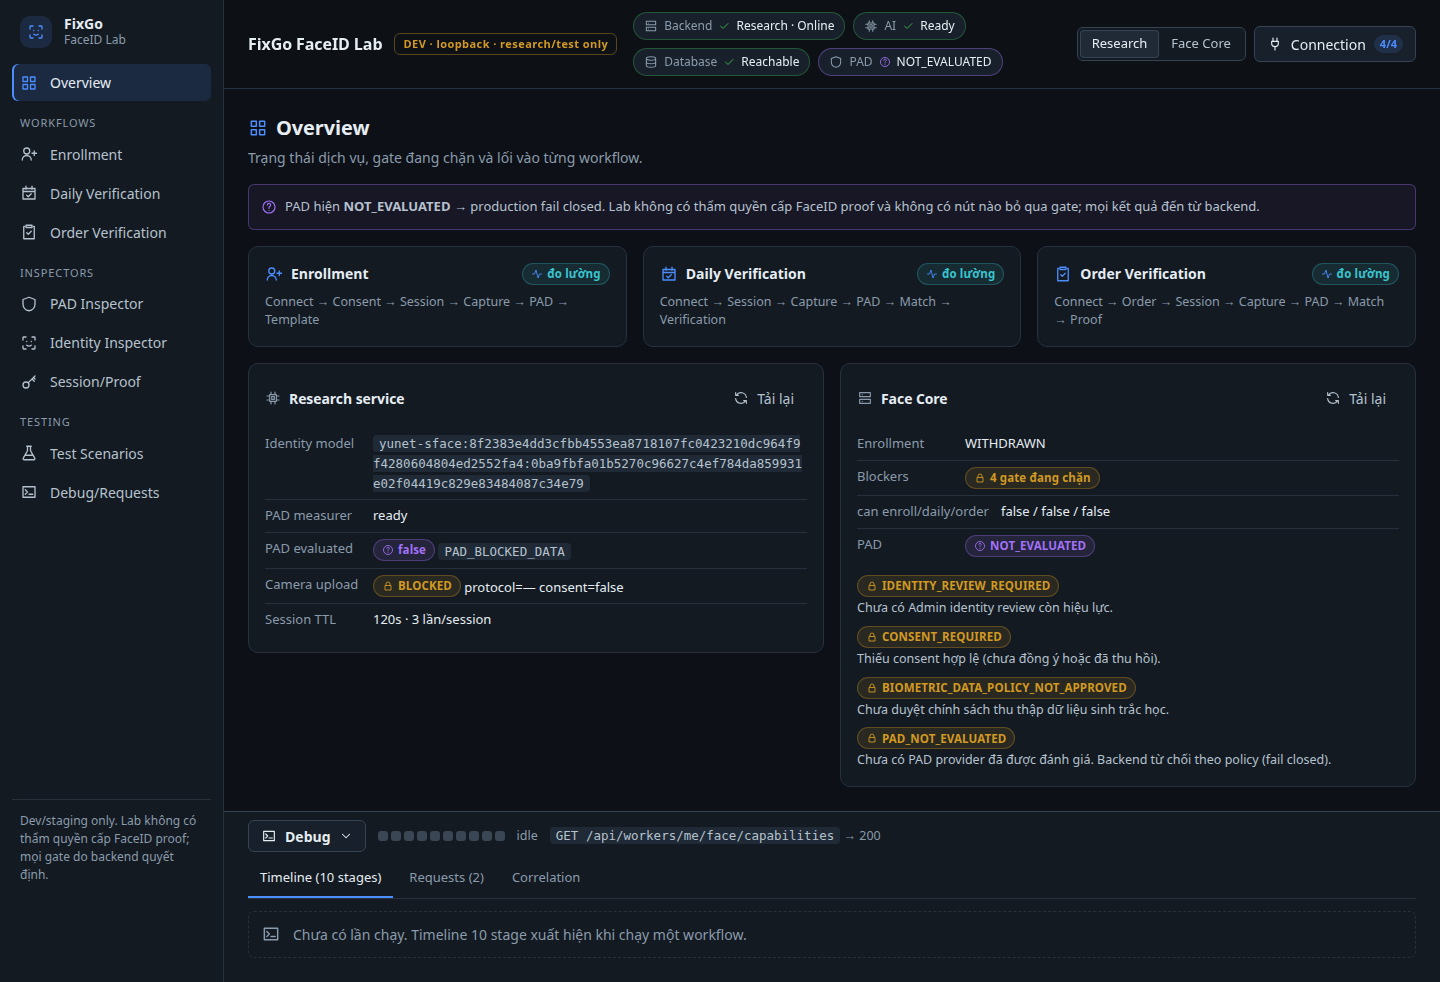 FixGo
FaceID Lab
Overview
WORKFLOWS
Enrollment
Daily Verification
Order Verification
INSPECTORS
PAD Inspector
Identity Inspector
Session/Proof
TESTING
Test Scenarios
Debug/Requests
Dev/staging only. Lab không có
thẩm quyền cấp FaceID proof;
mọi gate do backend quyết
định.
FixGo FaceID Lab
DEV · loopback · research/test only
Backend Research · Online
AI Ready
Database Reachable
PAD NOT_EVALUATED
Research Face Core
Connection 4/4
Overview
Trạng thái dịch vụ, gate đang chặn và lối vào từng workflow.
PAD hiện NOT_EVALUATED → production fail closed. Lab không có thẩm quyền cấp FaceID proof và không có nút nào bỏ qua gate; mọi kết quả đến từ backend.
Enrollment đo lường
Connect → Consent → Session → Capture → PAD →
Template
Daily Verification đo lường
Connect → Session → Capture → PAD → Match →
Verification
Order Verification đo lường
Connect → Order → Session → Capture → PAD → Match
→ Proof
Research service Tải lại
Identity model yunet-sface:8f2383e4dd3cfbb4553ea8718107fc0423210dc964f9
f4280604804ed2552fa4:0ba9fbfa01b5270c96627c4ef784da859931
e02f04419c829e83484087c34e79
PAD measurer ready
PAD evaluated false PAD_BLOCKED_DATA
Camera upload BLOCKED protocol=— consent=false
Session TTL 120s · 3 lần/session
Face Core Tải lại
Enrollment WITHDRAWN
Blockers 4 gate đang chặn
can enroll/daily/order false / false / false
PAD NOT_EVALUATED
IDENTITY_REVIEW_REQUIRED
Chưa có Admin identity review còn hiệu lực.
CONSENT_REQUIRED
Thiếu consent hợp lệ (chưa đồng ý hoặc đã thu hồi).
BIOMETRIC_DATA_POLICY_NOT_APPROVED
Chưa duyệt chính sách thu thập dữ liệu sinh trắc học.
PAD_NOT_EVALUATED
Chưa có PAD provider đã được đánh giá. Backend từ chối theo policy (fail closed).
Debug idle GET /api/workers/me/face/capabilities → 200
Timeline (10 stages) Requests (2) Correlation
Chưa có lần chạy. Timeline 10 stage xuất hiện khi chạy một workflow.